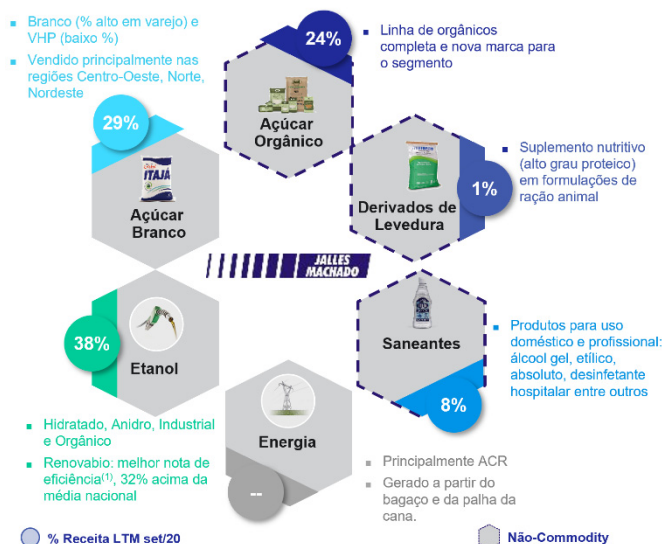 Branco (% alto em varejo) e
VHP (baixo %)
Vendido principalmente nas
regiões Centro-Oeste, Norte,
Nordeste
24%
Linha de orgânicos
completa e nova marca para
o segmento
Açúcar
Orgânico
29%
ITAJÁ
Açúcar
Branco
Suplemento nutritivo
(alto grau proteico)
em formulações de
ração animal
1%
Derivados de
Levedura
JALLES
MACHADO
38%
Etanol
Saneantes
Produtos para uso
doméstico e profissional:
álcool gel, etílico,
absoluto, desinfetante
hospitalar entre outros
8%
Hidratado, Anidro, Industrial
e Orgânico
Renovabio: melhor nota de
eficiência(1), 32% acima da
média nacional
Energia
--
Principalmente ACR
Gerado a partir do
bagaço e da palha da
cana.
% Receita LTM set/20
Não-Commodity